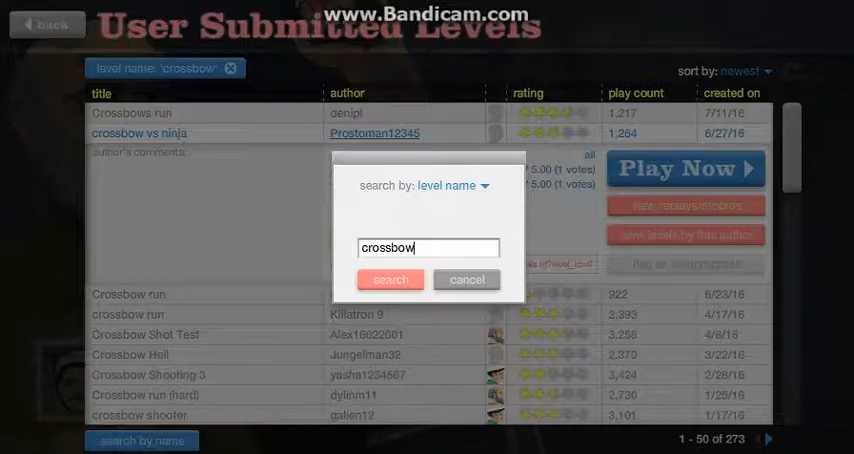 www.Bandicam.com
back
User Submitted Levels
level name: 'crossbow'
sort by: newest
title author rating play count created on
Crossbows run denipl 1,217 7/11/16
crossbow vs ninja Prostoman12345 1,264 6/27/16
author's comments:
all
/ 5.00 (1 votes)
/ 5.00 (1 votes)
Play Now
view replays/records
view levels by this author
search by: level name
crossbow
search cancel
Crossbow run 922 6/23/16
crossbow run Killatron 9 2,393 4/17/16
Crossbow Shot Test Alex16022001 3,258 4/8/16
Crossbow Hell Jungelman32 2,370 3/22/16
Crossbow Shooting 3 yasha1234567 3,424 2/28/16
Crossbow run (hard) dylinm11 2,730 1/25/16
crossbow shooter qalien12 3,101 1/17/16
search by name
1 - 50 of 273